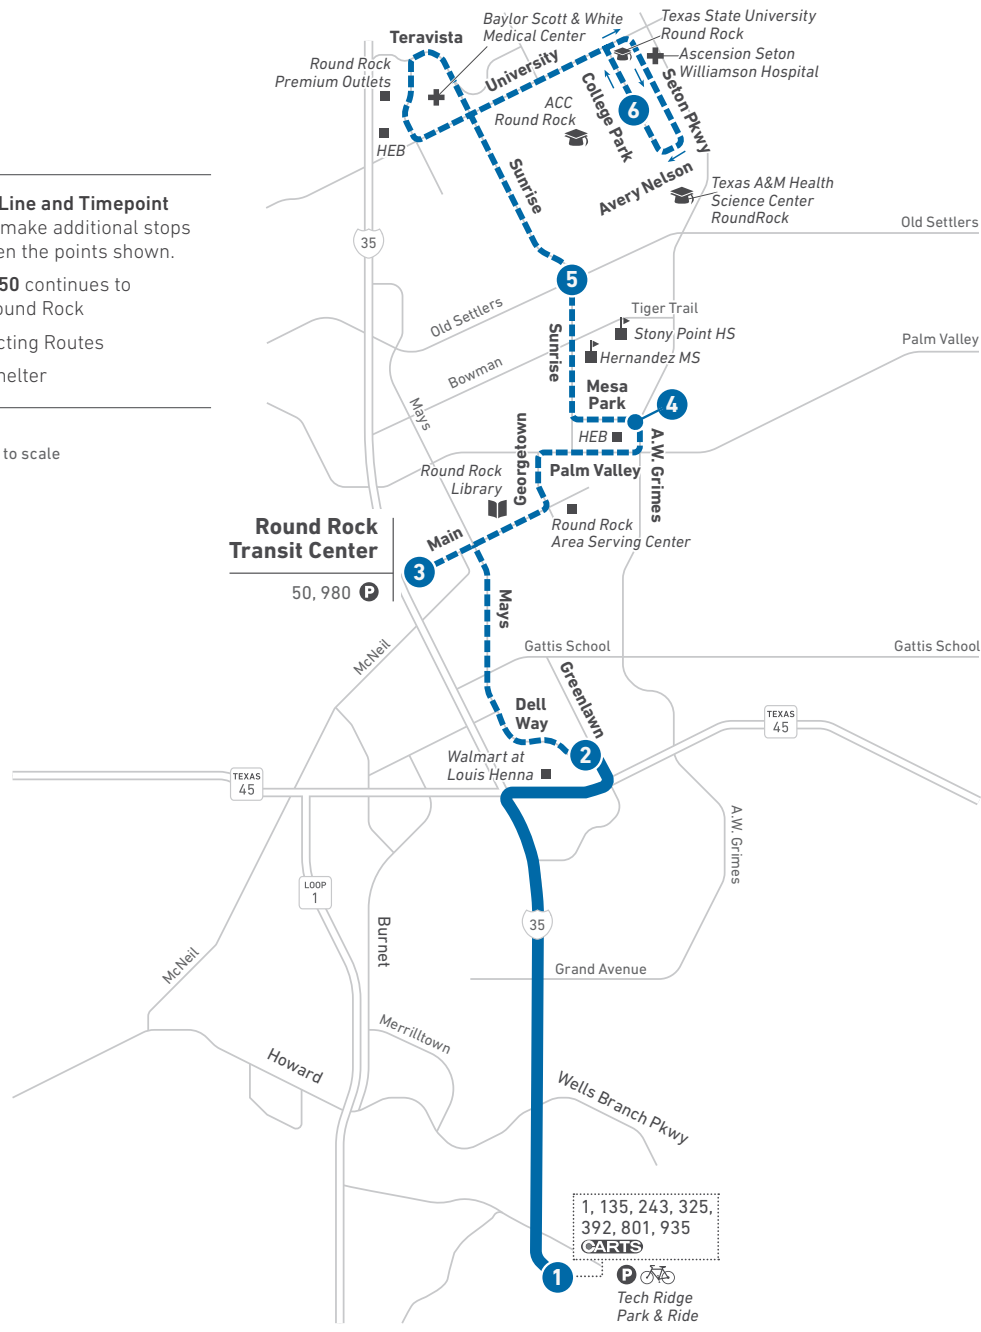 Baylor Scott & White
Medical Center
Texas State University
Round Rock
Teravista
Ascension Seton
Williamson Hospital
Round Rock
Premium Outlets
University
ACC
Round Rock
College Park
6
Seton Pkwy
HEB
Sunrise
Avery Nelson
Texas A&M Health
Science Center
RoundRock
Line and Timepoint
make additional stops
en the points shown.
50 continues to
ound Rock
cting Routes
helter
to scale
35
Old Settlers
5
Old Settlers
Tiger Trail
Stony Point HS
Hernandez MS
Palm Valley
Sunrise
Bowman
Mesa
Park
4
Mays
HEB
Georgetown
A.W. Grimes
Palm Valley
Round Rock
Library
Round Rock
Area Serving Center
Round Rock
Transit Center
50, 980 P
Main
3
Mays
McNeil
Gattis School
Gattis School
Greenlawn
Dell
Way
2
Walmart at
Louis Henna
TEXAS
45
TEXAS
45
A.W. Grimes
LOOP
1
Burnet
35
McNeil
Grand Avenue
Merrilltown
Howard
Wells Branch Pkwy
1, 135, 243, 325,
392, 801, 935
CARTS
1
P
Tech Ridge
Park & Ride